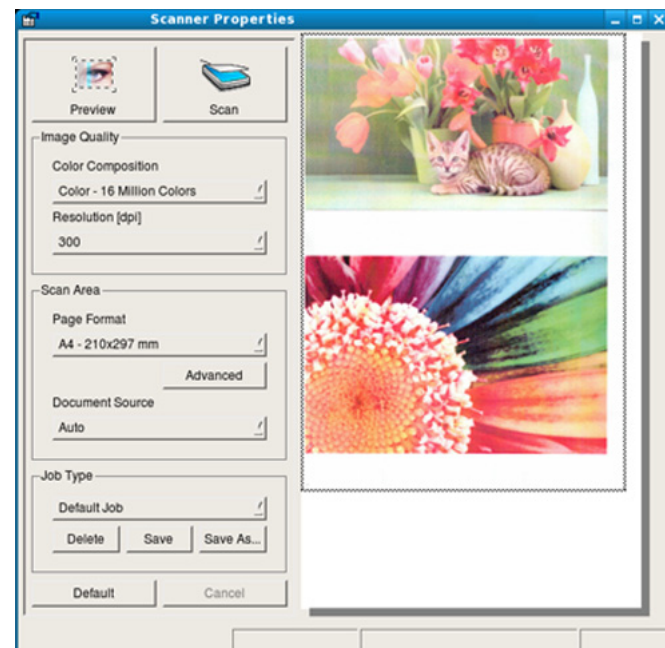 Scanner Properties
Preview
Scan
Image Quality
Color Composition
Color - 16 Million Colors
Resolution [dpi]
300
Scan Area
Page Format
A4 - 210x297 mm
Advanced
Document Source
Auto
Job Type
Default Job
Delete
Save
Save As...
Default
Cancel